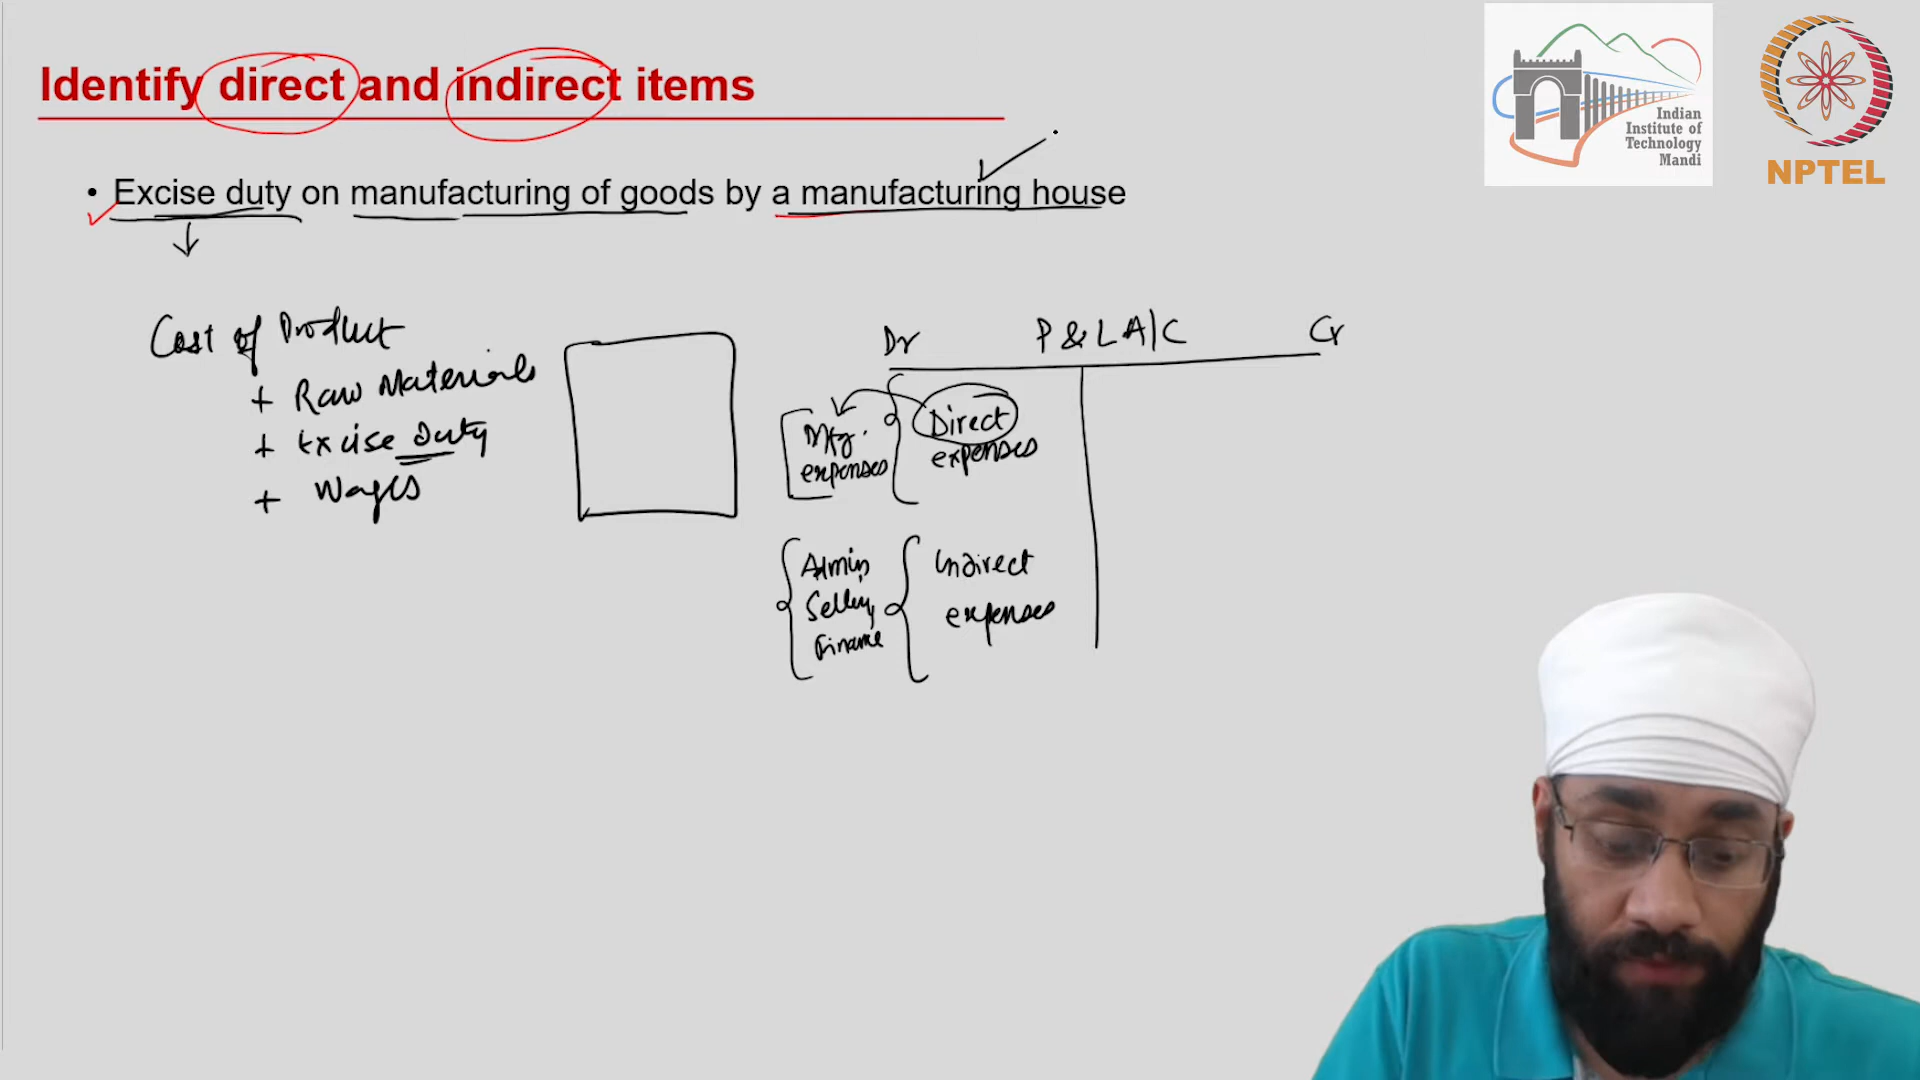 Identify direct and indirect items
Indian
Institute of
Technology
Mandi
NPTEL
• Excise duty on manufacturing of goods by a manufacturing house
Cost of Product
+ Raw Materials
+ Excise Duty
+ Wages
Dr P & L A/C Cr
Mfg.
expenses
Direct
expenses
Admin
Selling
Finance
Indirect
expenses